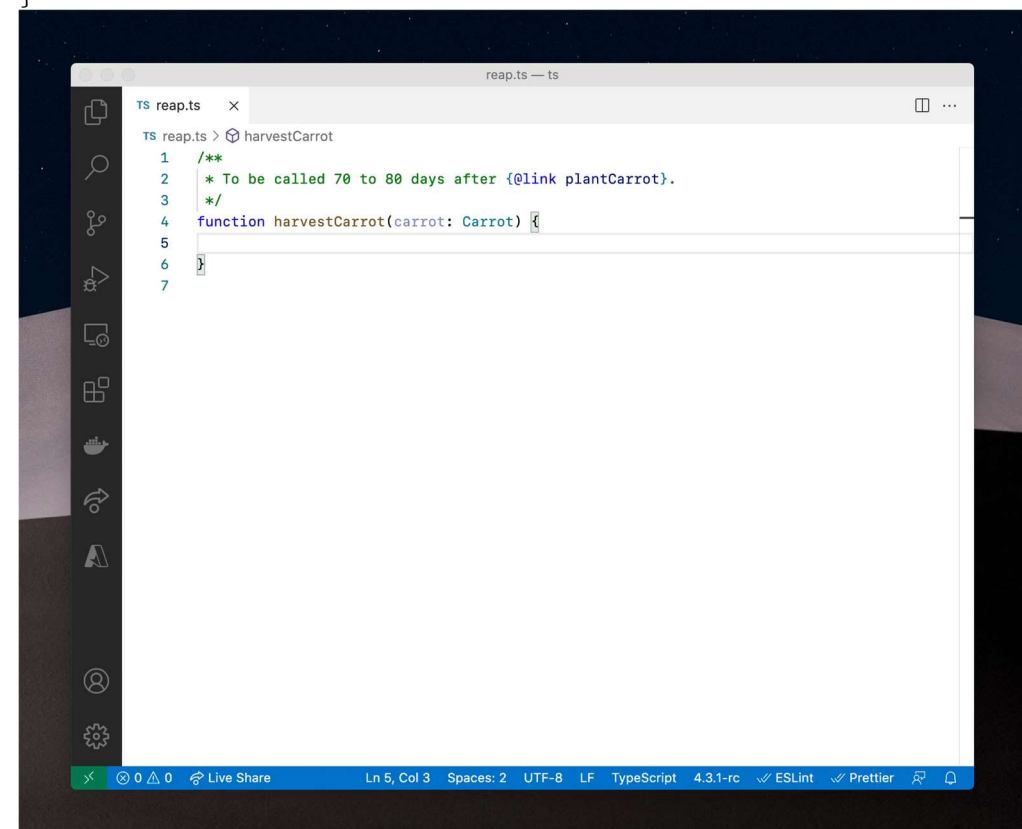 }
reap.ts — ts
TS reap.ts ×
TS reap.ts > harvestCarrot
1 /**
2 * To be called 70 to 80 days after {@link plantCarrot}.
3 */
4 function harvestCarrot(carrot: Carrot) {
5
6 }
7
0 0 Live Share Ln 5, Col 3 Spaces: 2 UTF-8 LF TypeScript 4.3.1-rc ESLint Prettier